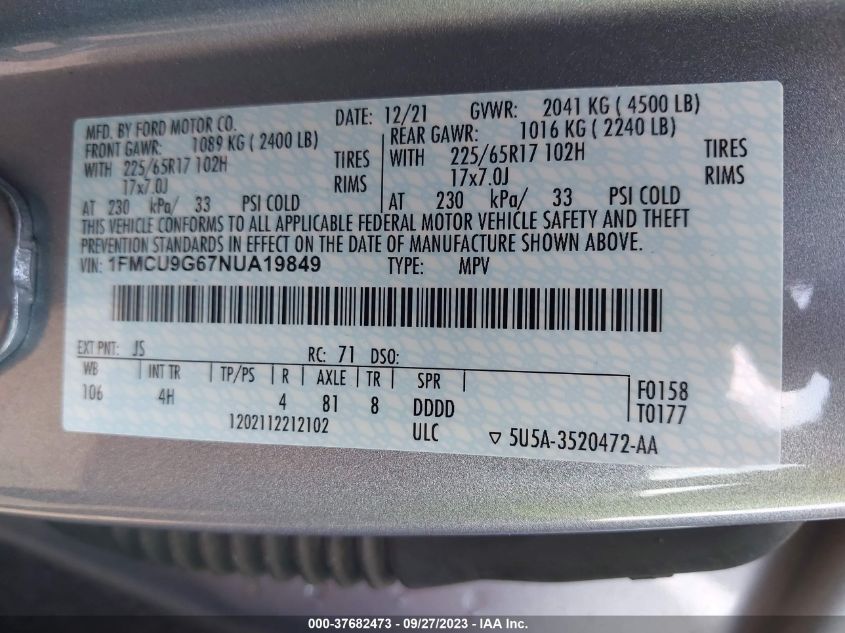 MFD. BY FORD MOTOR CO. DATE: 12/21 GVWR: 2041 KG ( 4500 LB)
FRONT GAWR: 1089 KG ( 2400 LB) REAR GAWR: 1016 KG ( 2240 LB)
WITH 225/65R17 102H TIRES WITH 225/65R17 102H TIRES
17x7.0J RIMS 17x7.0J RIMS
AT 230 kPa/ 33 PSI COLD AT 230 kPa/ 33 PSI COLD
THIS VEHICLE CONFORMS TO ALL APPLICABLE FEDERAL MOTOR VEHICLE SAFETY AND THEFT
PREVENTION STANDARDS IN EFFECT ON THE DATE OF MANUFACTURE SHOWN ABOVE.
VIN: 1FMCU9G67NUA19849 TYPE: MPV
EXT PNT: JS RC: 71 DSO:
WB INT TR TP/PS R AXLE TR SPR F0158
106 4H 4 81 8 DDDD T0177
1202112212102 ULC ▽ 5U5A-3520472-AA
000-37682473 - 09/27/2023 - IAA Inc.